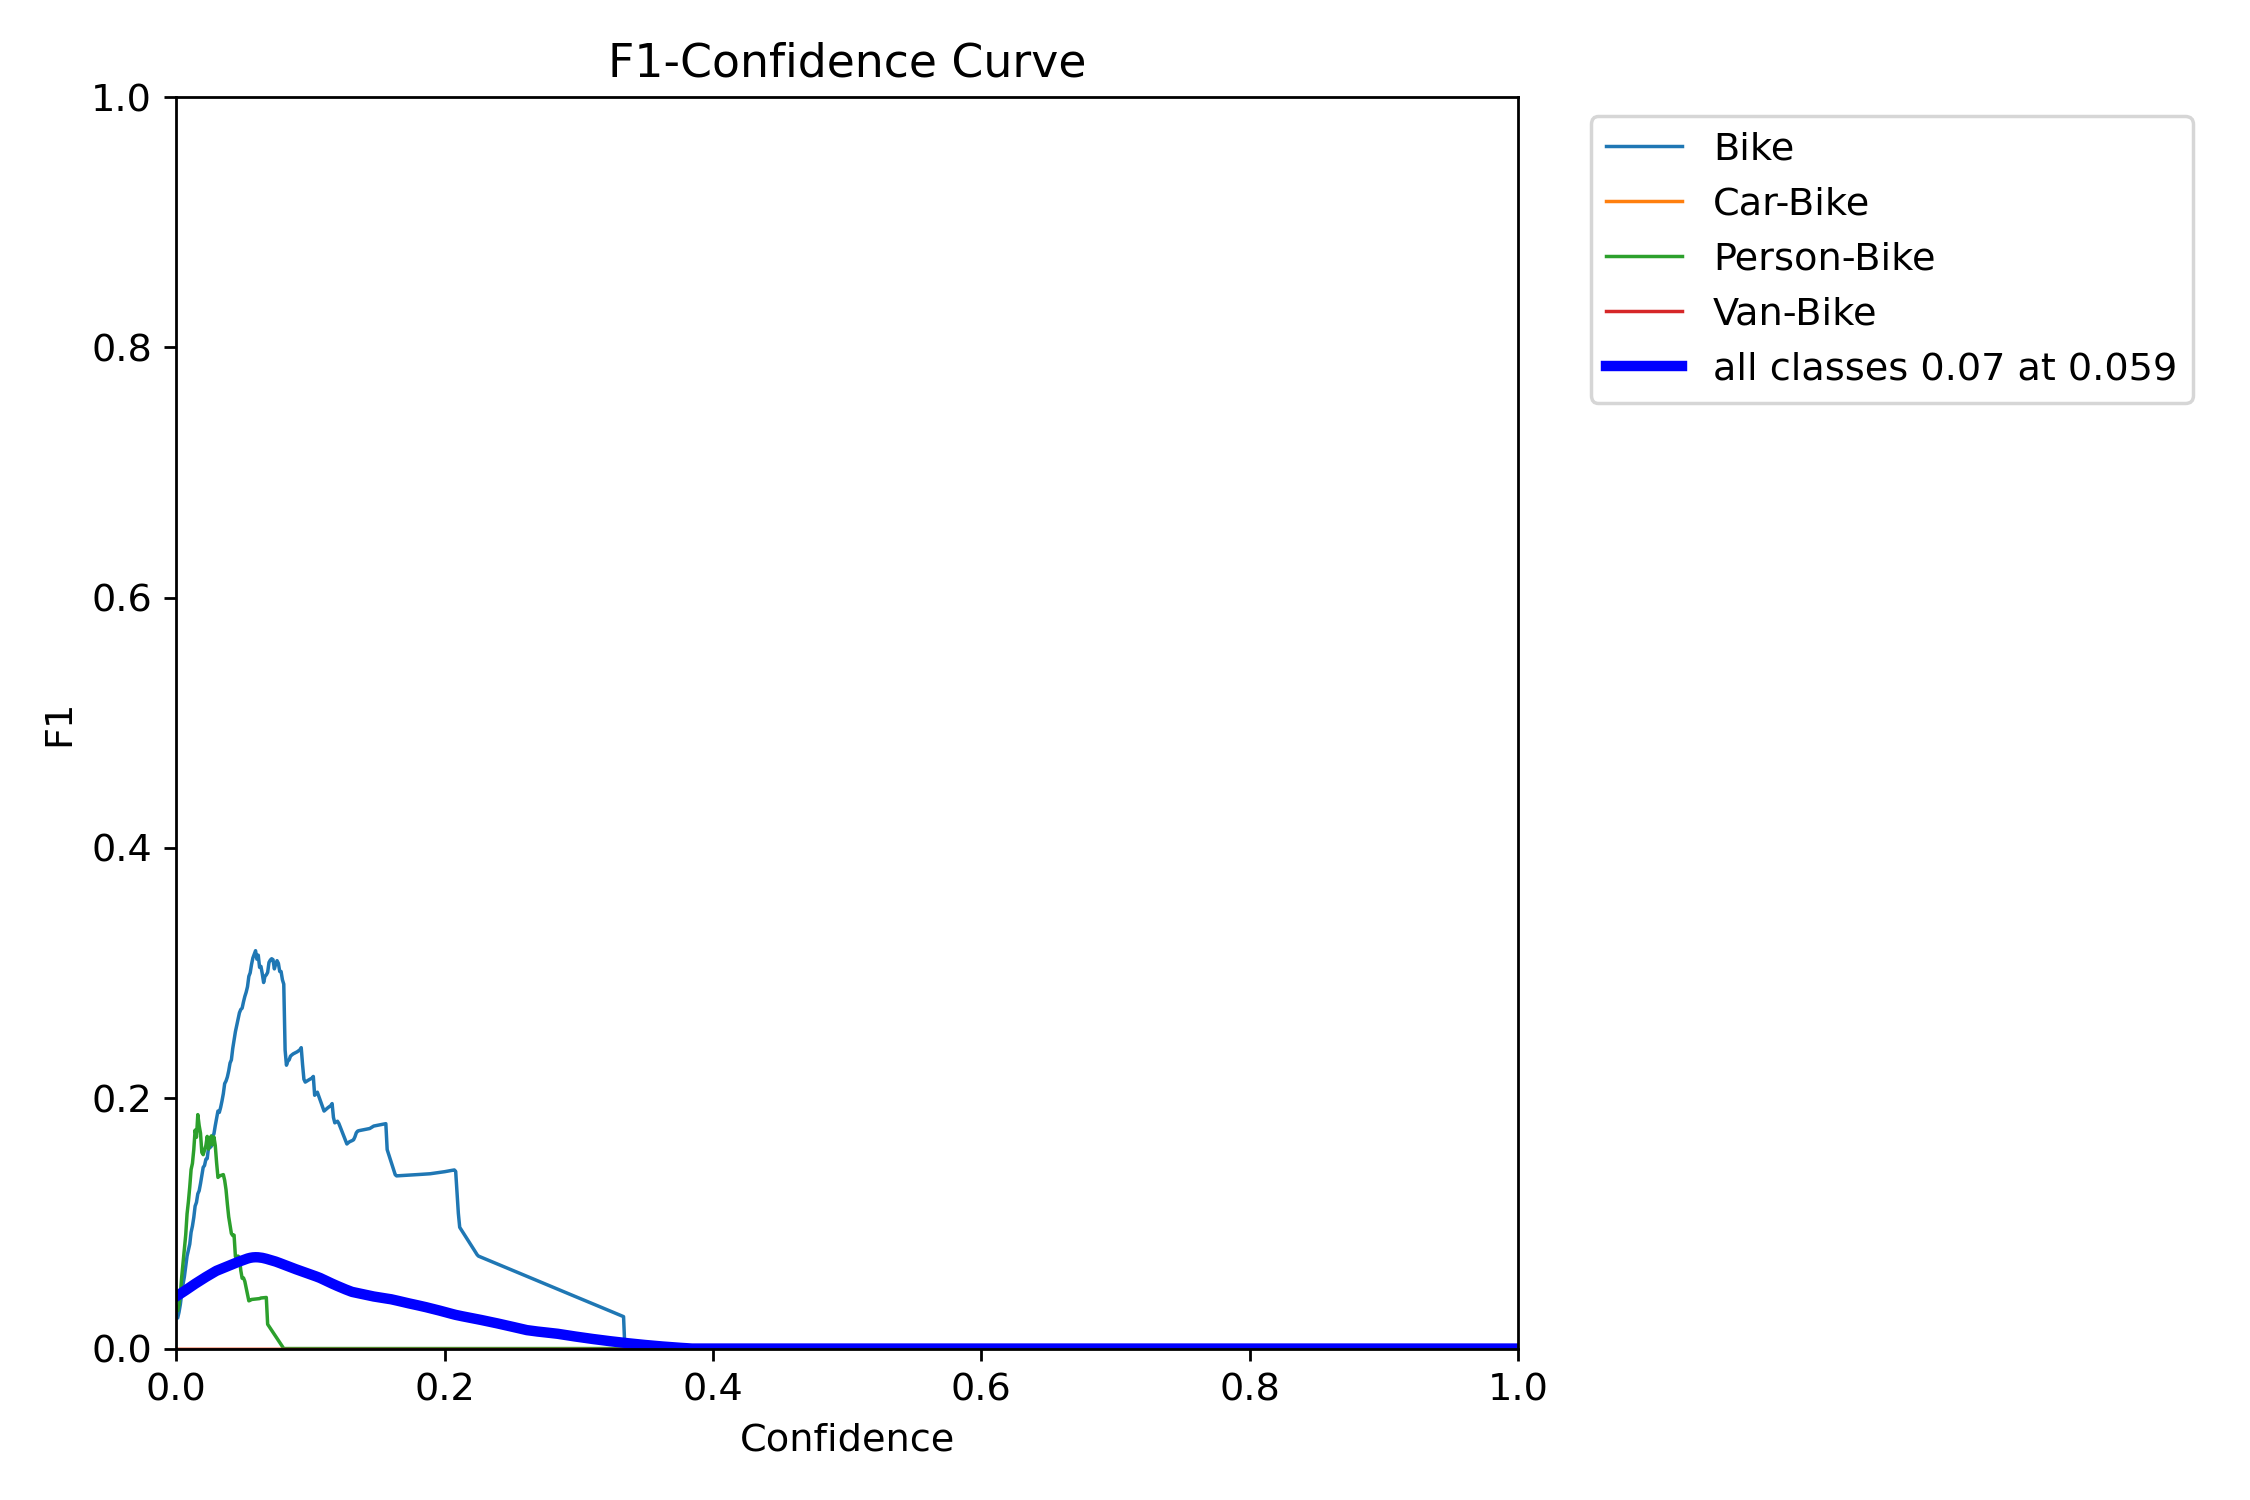 F1-Confidence Curve
1.0
0.8
0.6
0.4
0.2
0.0
F1
0.0 0.2 0.4 0.6 0.8 1.0
Confidence
Bike
Car-Bike
Person-Bike
Van-Bike
all classes 0.07 at 0.059